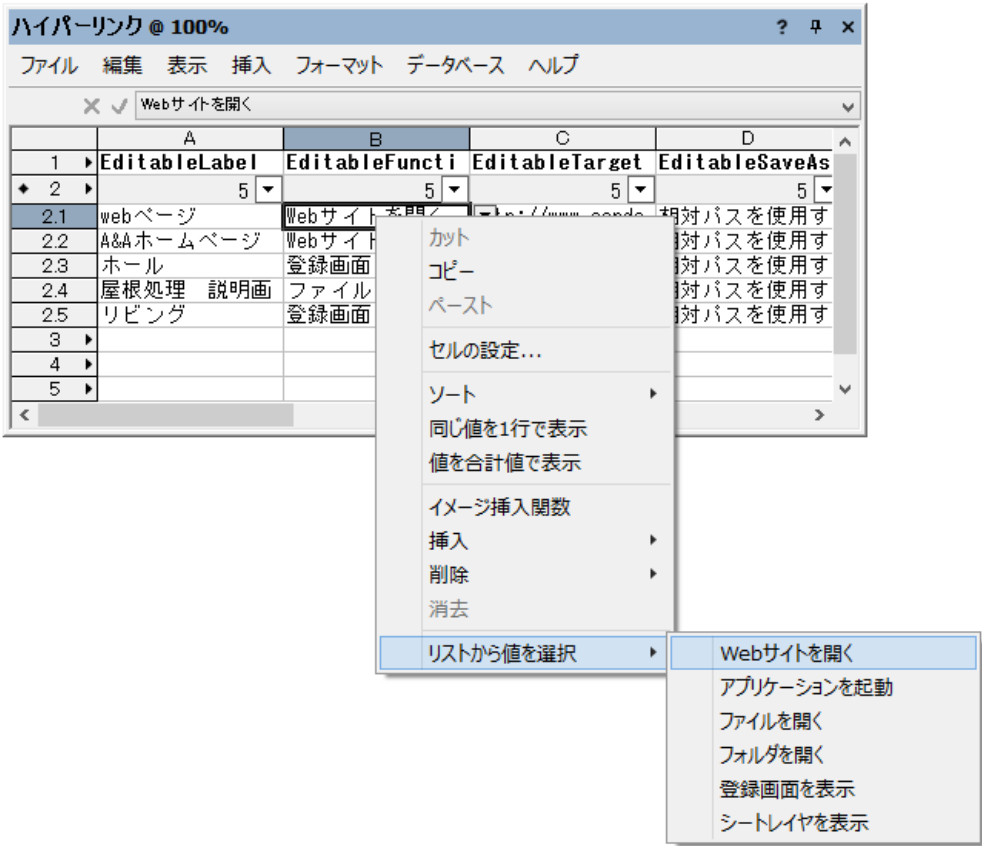 ハイパーリンク @ 100% ?
ファイル 編集 表示 挿入 フォーマット データベース ヘルプ
Webサイトを開く
A B C D
1 EditableLabel EditableFuncti EditableTarget EditableSaveAs
2 5 5 5 5
2.1 webページ Webサイトを開く 相対パスを使用す
2.2 A&Aホームページ Webサイト 相対パスを使用す
2.3 ホール 登録画面 相対パスを使用す
2.4 屋根処理 説明画 ファイル 相対パスを使用す
2.5 リビング 登録画面 相対パスを使用す
3
4
5
カット
コピー
ペースト
セルの設定...
ソート
同じ値を1行で表示
値を合計値で表示
イメージ挿入関数
挿入
削除
消去
リストから値を選択
Webサイトを開く
アプリケーションを起動
ファイルを開く
フォルダを開く
登録画面を表示
シートレイヤを表示